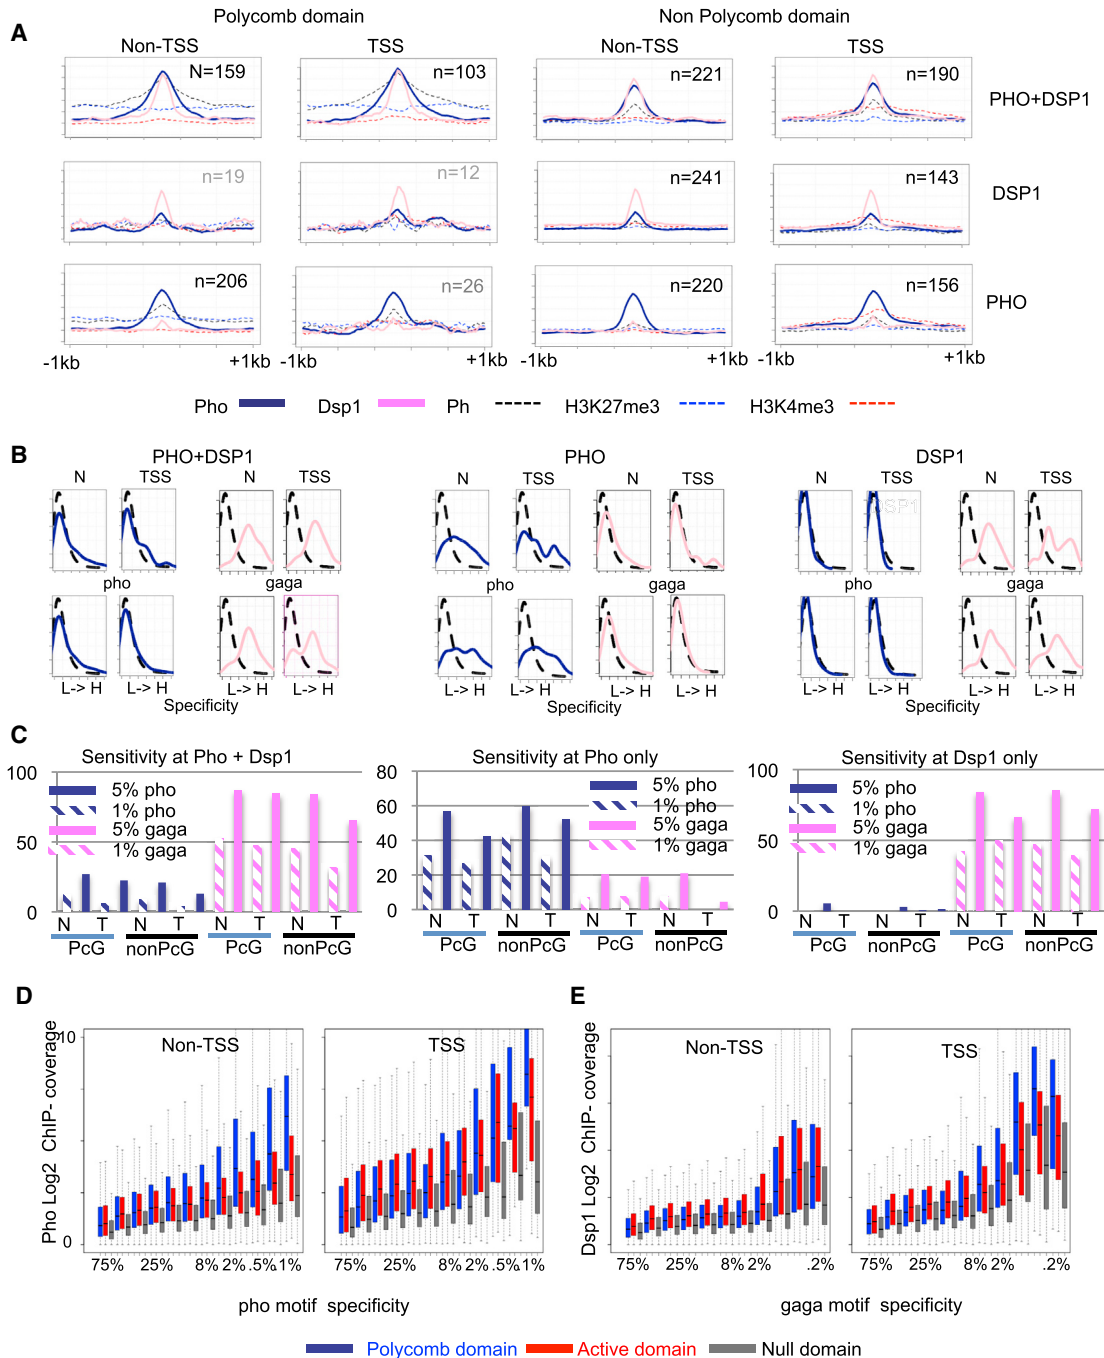 A
Polycomb domain
Non Polycomb domain
Non-TSS
TSS
Non-TSS
TSS
N=159
n=103
n=221
n=190
PHO+DSP1
n=19
n=12
n=241
n=143
DSP1
n=206
n=26
n=220
n=156
PHO
-1kb
+1kb
-1kb
+1kb
-1kb
+1kb
-1kb
+1kb
Pho
Dsp1
Ph
H3K27me3
H3K4me3
B
PHO+DSP1
PHO
DSP1
N
TSS
N
TSS
N
TSS
N
TSS
N
TSS
N
TSS
DSP1
pho
gaga
pho
gaga
pho
gaga
L-> H
L-> H
L-> H
L-> H
L-> H
L-> H
L-> H
L-> H
L-> H
L-> H
L-> H
L-> H
Specificity
Specificity
Specificity
C
Sensitivity at Pho + Dsp1
100
50
0
5% pho
1% pho
5% gaga
1% gaga
N
T
N
T
N
T
N
T
PcG
nonPcG
PcG
nonPcG
Sensitivity at Pho only
80
60
40
20
0
5% pho
1% pho
5% gaga
1% gaga
N
T
N
T
N
T
N
T
PcG
nonPcG
PcG
nonPcG
Sensitivity at Dsp1 only
100
50
0
5% pho
1% pho
5% gaga
1% gaga
N
T
N
T
N
T
N
T
PcG
nonPcG
PcG
nonPcG
D
Pho Log2 ChIP- coverage
10
0
Non-TSS
TSS
75%
25%
8%
2%
.5%
1%
75%
25%
8%
2%
.5%
1%
pho motif specificity
E
Dsp1 Log2 ChIP- coverage
Non-TSS
TSS
75%
25%
8%
2%
.2%
75%
25%
8%
2%
.2%
gaga motif specificity
Polycomb domain
Active domain
Null domain